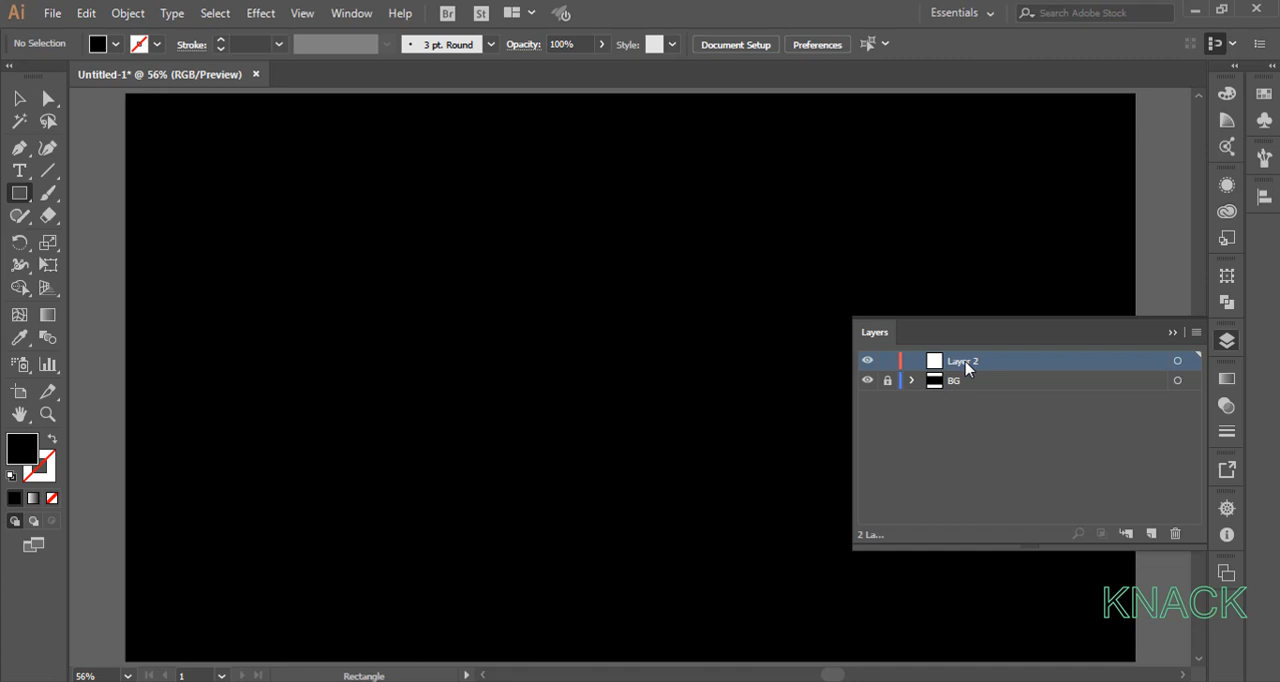 Ai File Edit Object Type Select Effect View Window Help Br St Essentials Search Adobe Stock
No Selection Stroke: 3 pt. Round Opacity: 100% Style: Document Setup Preferences
Untitled-1* @ 56% (RGB/Preview)
Layers
Layer 2
BG
2 La...
KNACK
56% 1 Rectangle